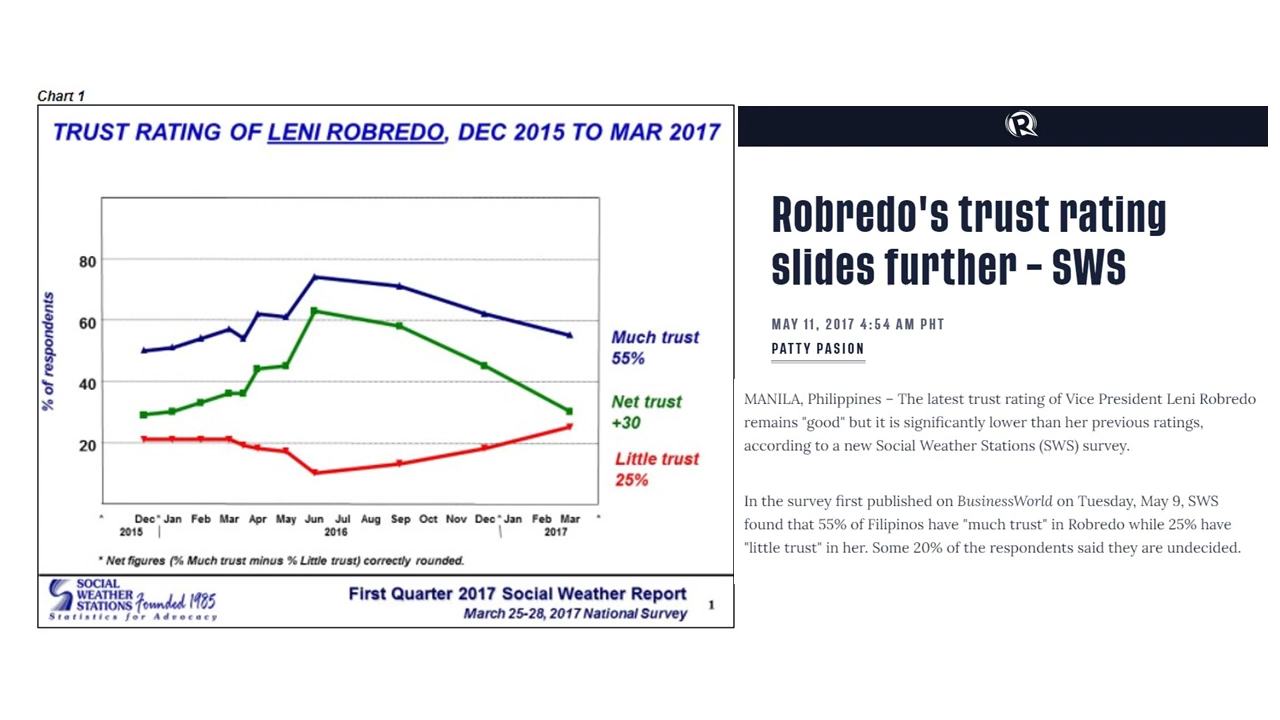 Chart 1
TRUST RATING OF LENI ROBREDO, DEC 2015 TO MAR 2017
% of respondents
80
60
40
20
Much trust
55%
Net trust
+30
Little trust
25%
* Dec* Jan Feb Mar Apr May Jun Jul Aug Sep Oct Nov Dec* Jan Feb Mar *
2015 | 2016 | 2017
* Net figures (% Much trust minus % Little trust) correctly rounded.
SOCIAL
WEATHER
STATIONS Founded 1985
Statistics for Advocacy
First Quarter 2017 Social Weather Report
March 25-28, 2017 National Survey
1
R
Robredo's trust rating
slides further – SWS
MAY 11, 2017 4:54 AM PHT
PATTY PASION
MANILA, Philippines – The latest trust rating of Vice President Leni Robredo
remains "good" but it is significantly lower than her previous ratings,
according to a new Social Weather Stations (SWS) survey.
In the survey first published on BusinessWorld on Tuesday, May 9, SWS
found that 55% of Filipinos have "much trust" in Robredo while 25% have
"little trust" in her. Some 20% of the respondents said they are undecided.